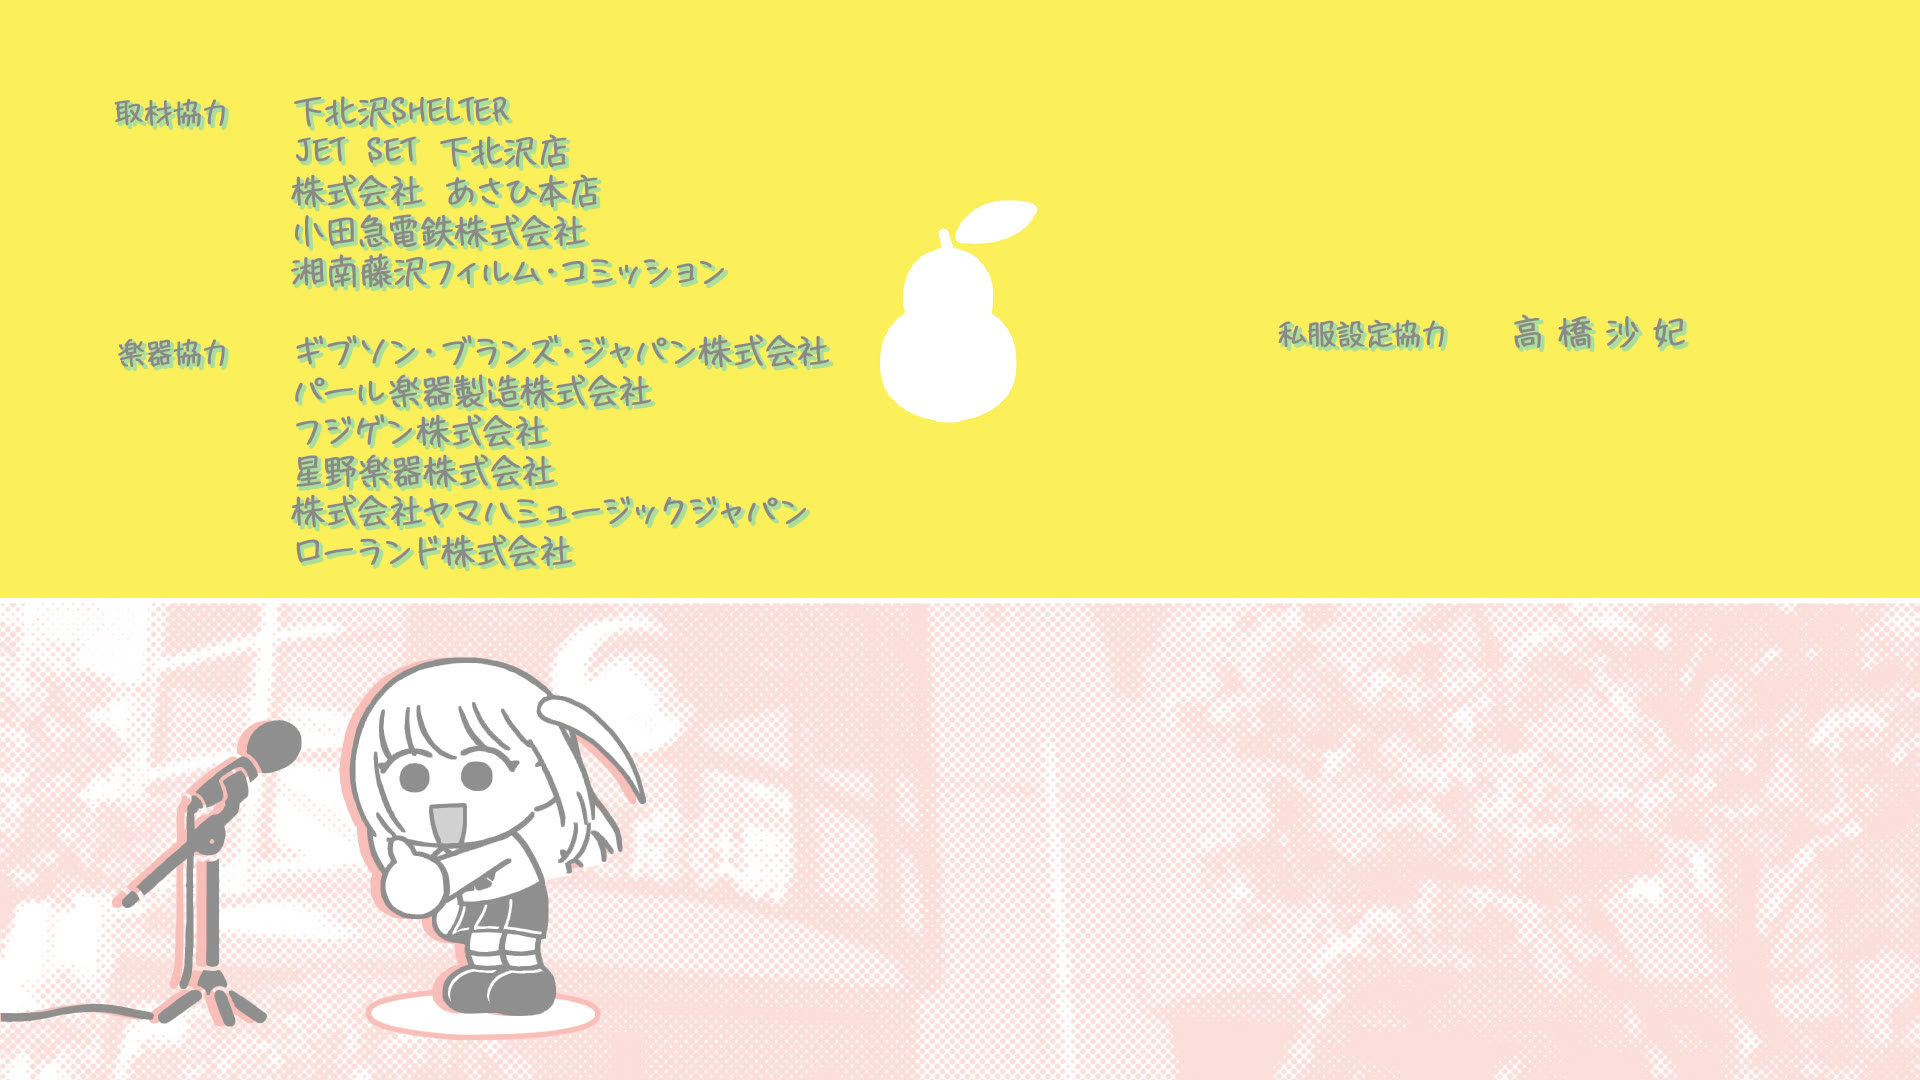 取材協力
下北沢SHELTER
JET SET 下北沢店
株式会社 あさひ本店
小田急電鉄株式会社
湘南藤沢フィルム・コミッション
楽器協力
ギブソン・ブランズ・ジャパン株式会社
パール楽器製造株式会社
フジゲン株式会社
星野楽器株式会社
株式会社ヤマハミュージックジャパン
ローランド株式会社
私服設定協力
高橋沙妃